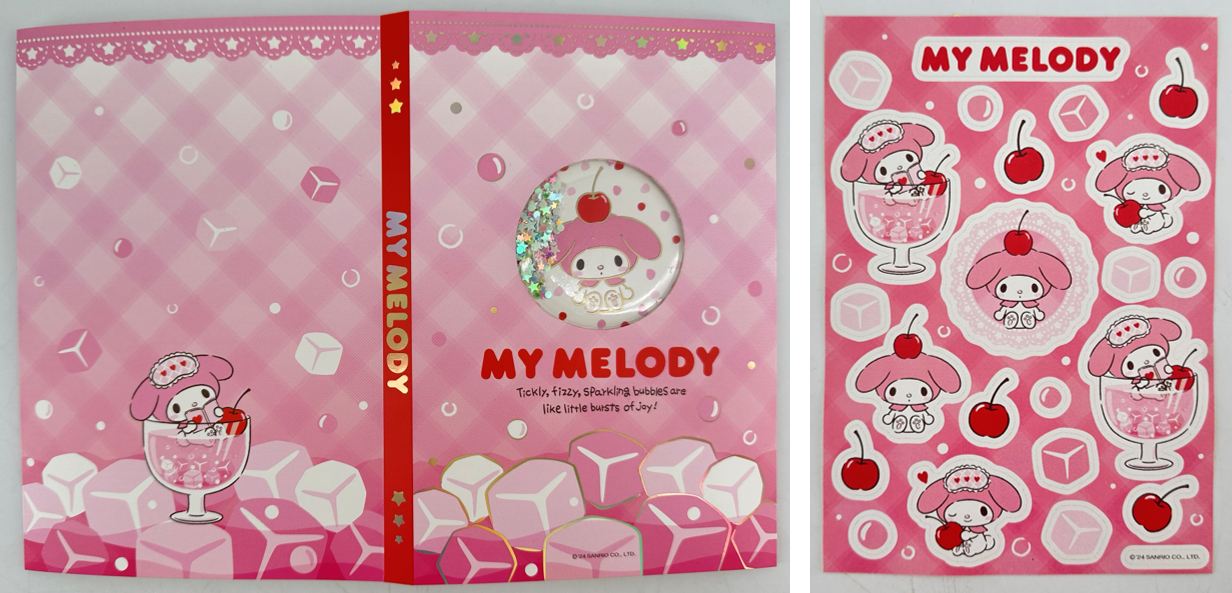 MY MELODY
MY MELODY
Tickly, fizzy, sparkling bubbles are
like little bursts of joy!
©'24 SANRIO CO., LTD.
MY MELODY
©'24 SANRIO CO., LTD.